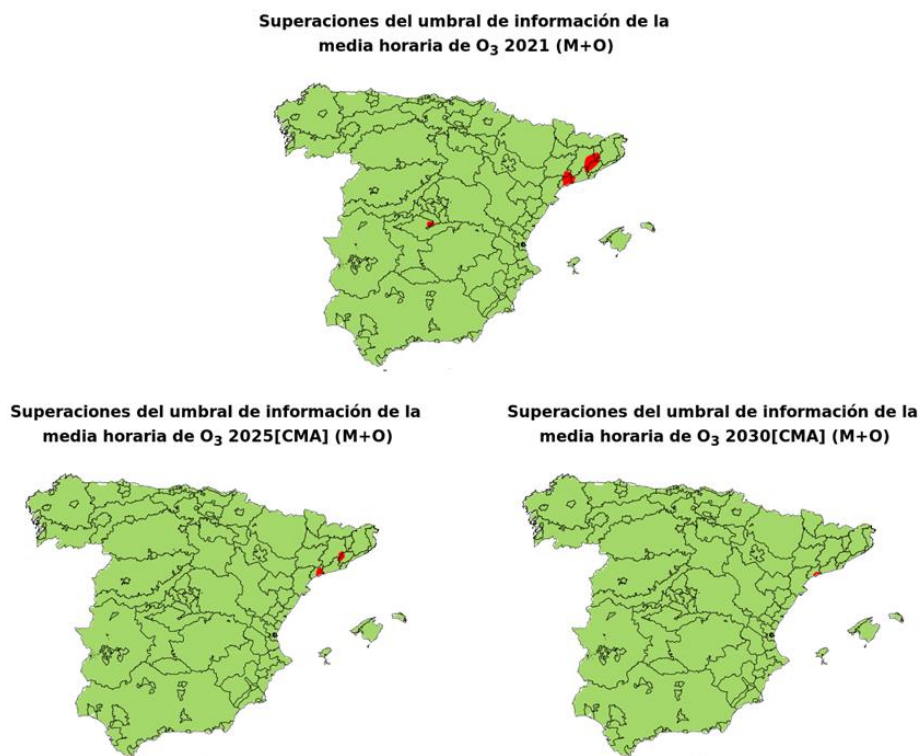 Superaciones del umbral de información de la
media horaria de O₃ 2021 (M+O)
Superaciones del umbral de información de la
media horaria de O₃ 2025[CMA] (M+O)
Superaciones del umbral de información de la
media horaria de O₃ 2030[CMA] (M+O)